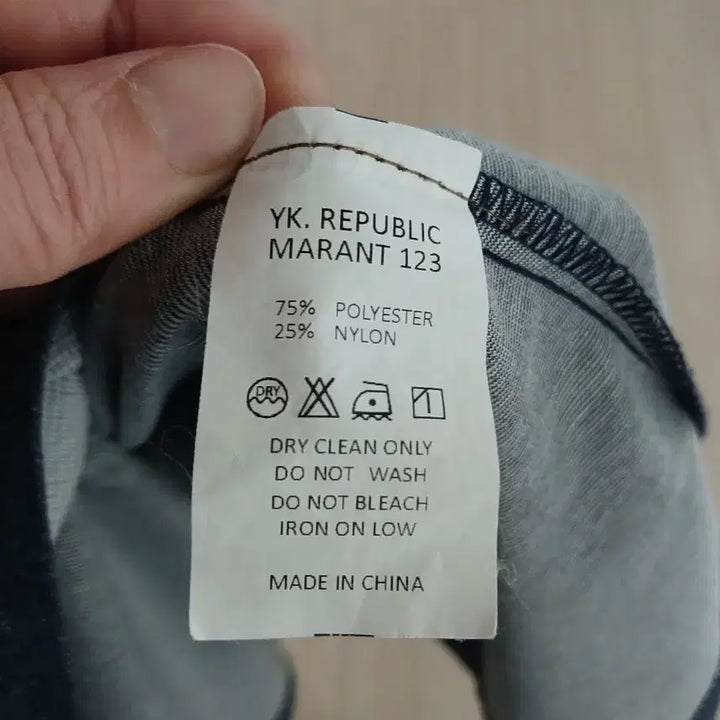 YK. REPUBLIC
MARANT 123
75% POLYESTER
25% NYLON
DRY
DRY CLEAN ONLY
DO NOT WASH
DO NOT BLEACH
IRON ON LOW
MADE IN CHINA